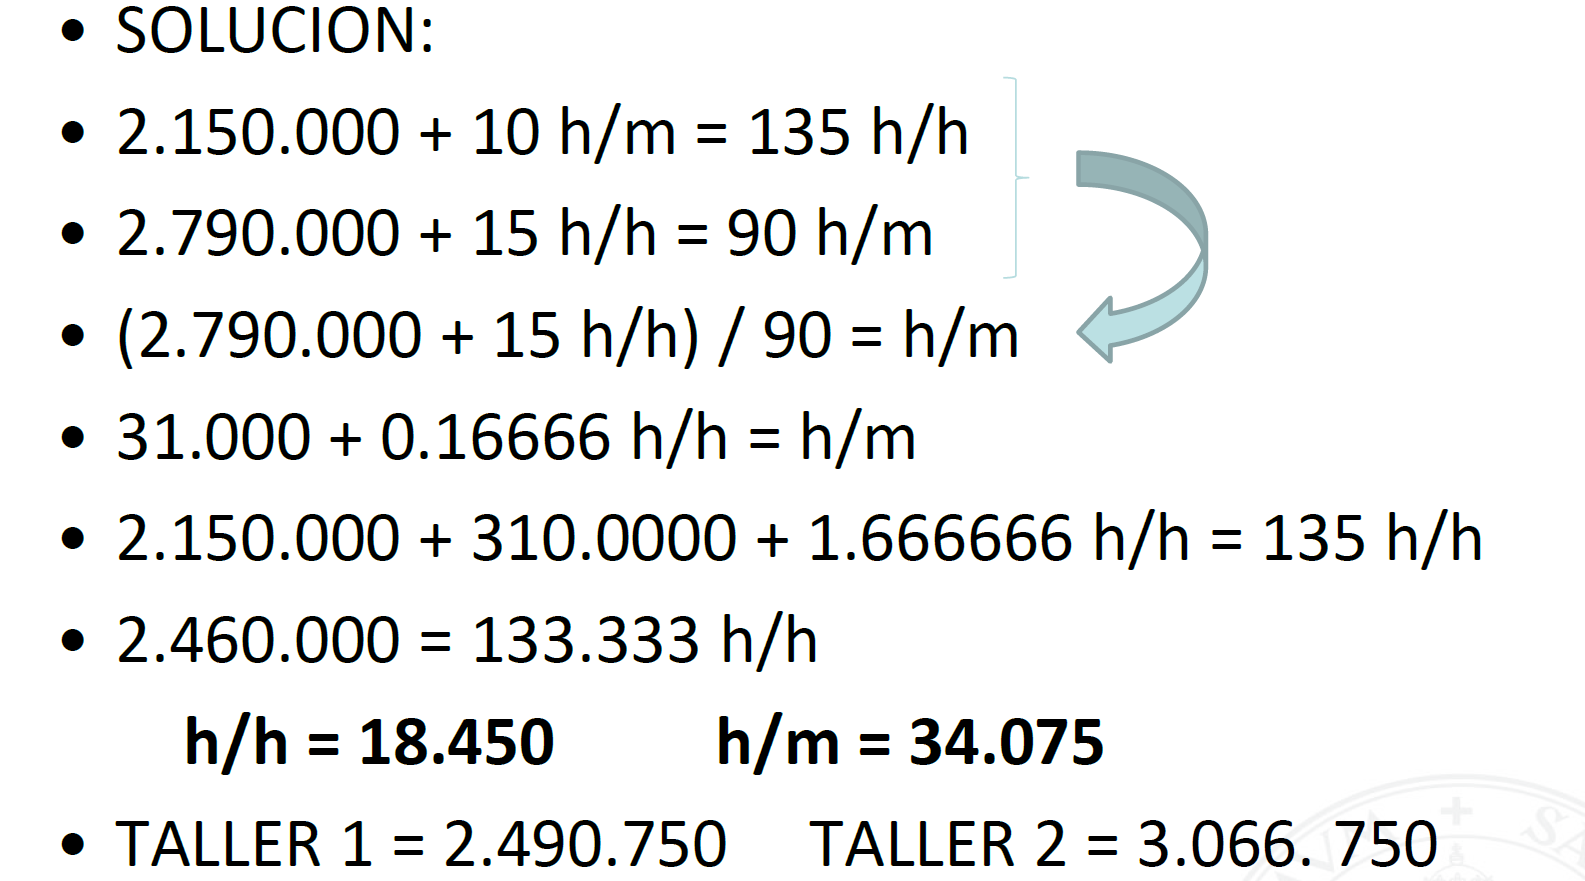 • SOLUCION:
• 2.150.000 + 10 h/m = 135 h/h
• 2.790.000 + 15 h/h = 90 h/m
• (2.790.000 + 15 h/h) / 90 = h/m
• 31.000 + 0.16666 h/h = h/m
• 2.150.000 + 310.0000 + 1.666666 h/h = 135 h/h
• 2.460.000 = 133.333 h/h
h/h = 18.450 h/m = 34.075
• TALLER 1 = 2.490.750 TALLER 2 = 3.066. 750